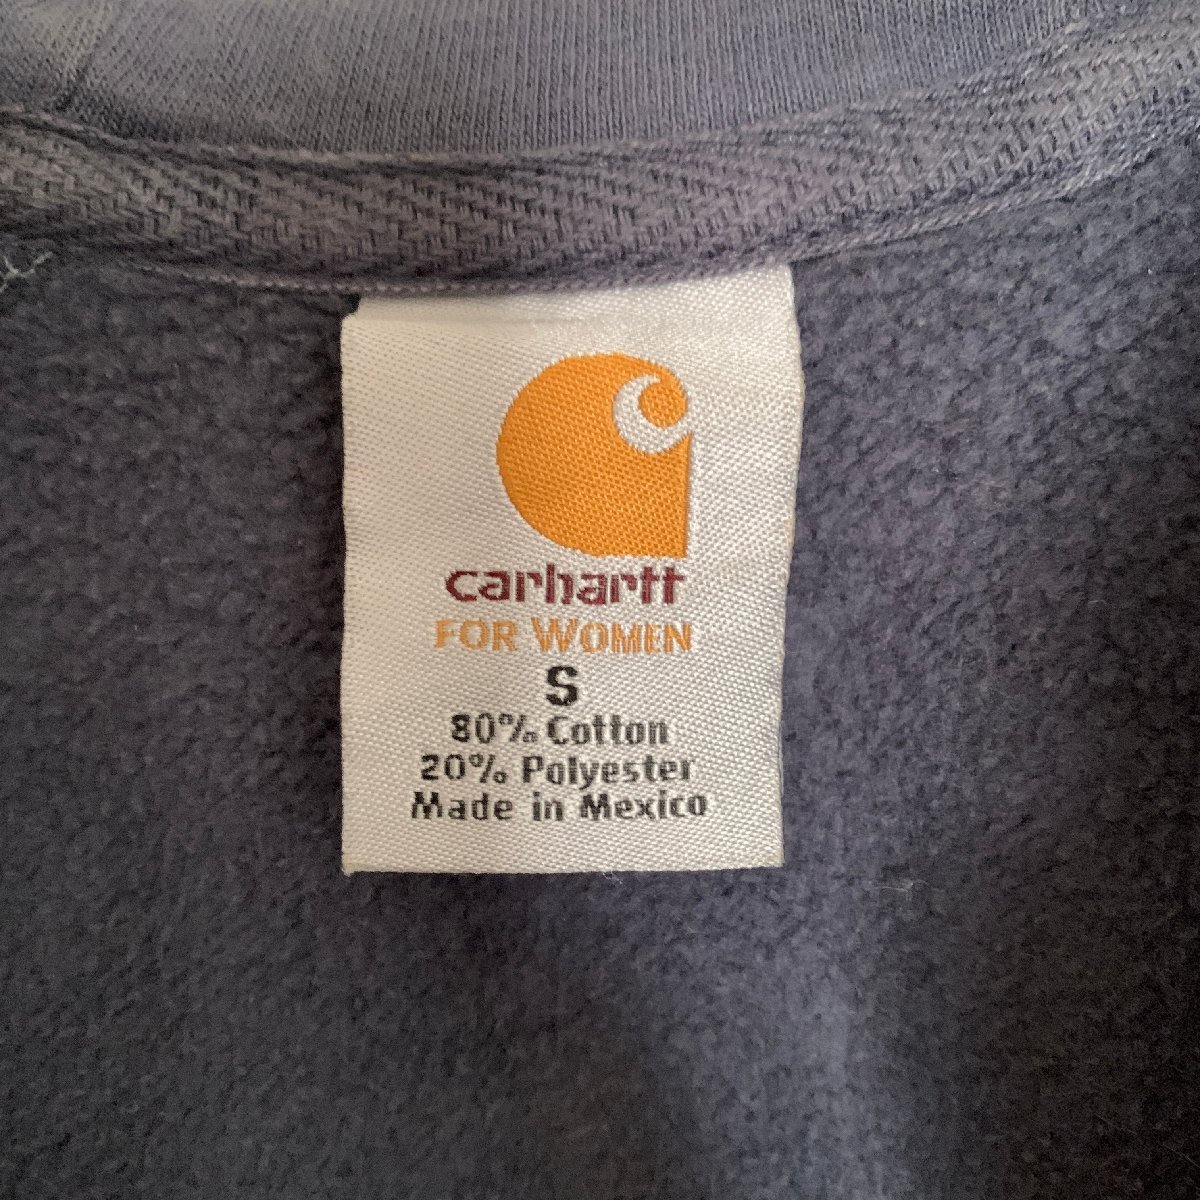 carhartt
FOR WOMEN
S
80% Cotton
20% Polyester
Made in Mexico